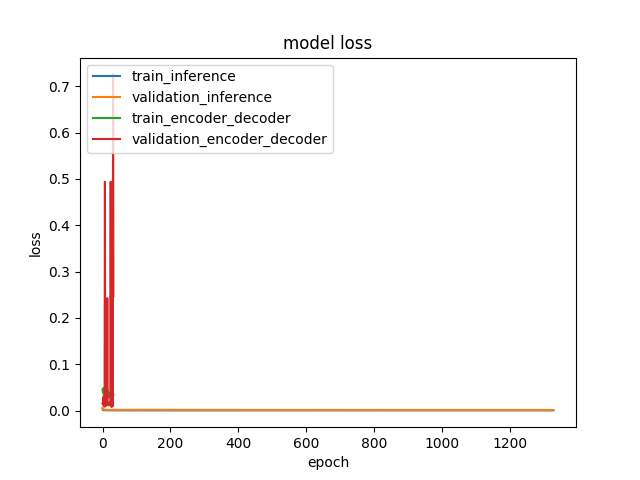 model loss
train_inference
validation_inference
train_encoder_decoder
validation_encoder_decoder
loss
0.7
0.6
0.5
0.4
0.3
0.2
0.1
0.0
0 200 400 600 800 1000 1200
epoch